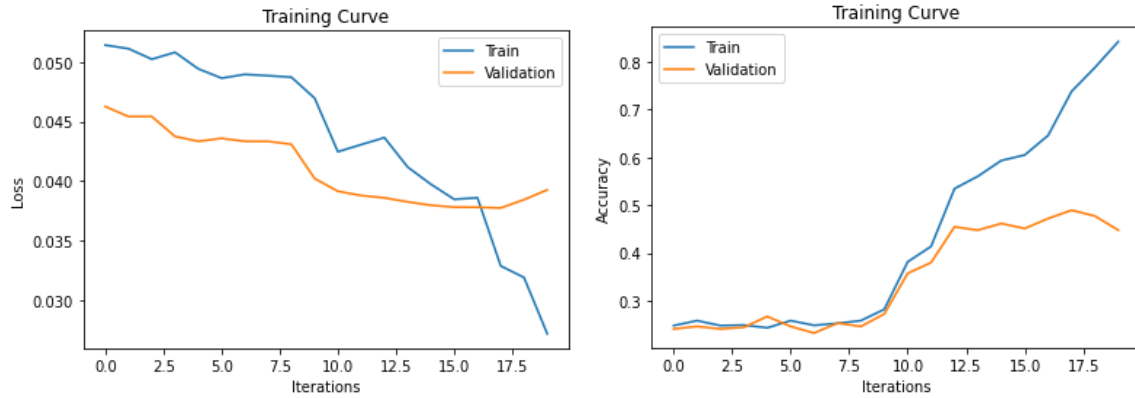 Training Curve
Loss
0.050
0.045
0.040
0.035
0.030
Train
Validation
0.0 2.5 5.0 7.5 10.0 12.5 15.0 17.5
Iterations
Training Curve
Accuracy
0.8
0.7
0.6
0.5
0.4
0.3
Train
Validation
0.0 2.5 5.0 7.5 10.0 12.5 15.0 17.5
Iterations